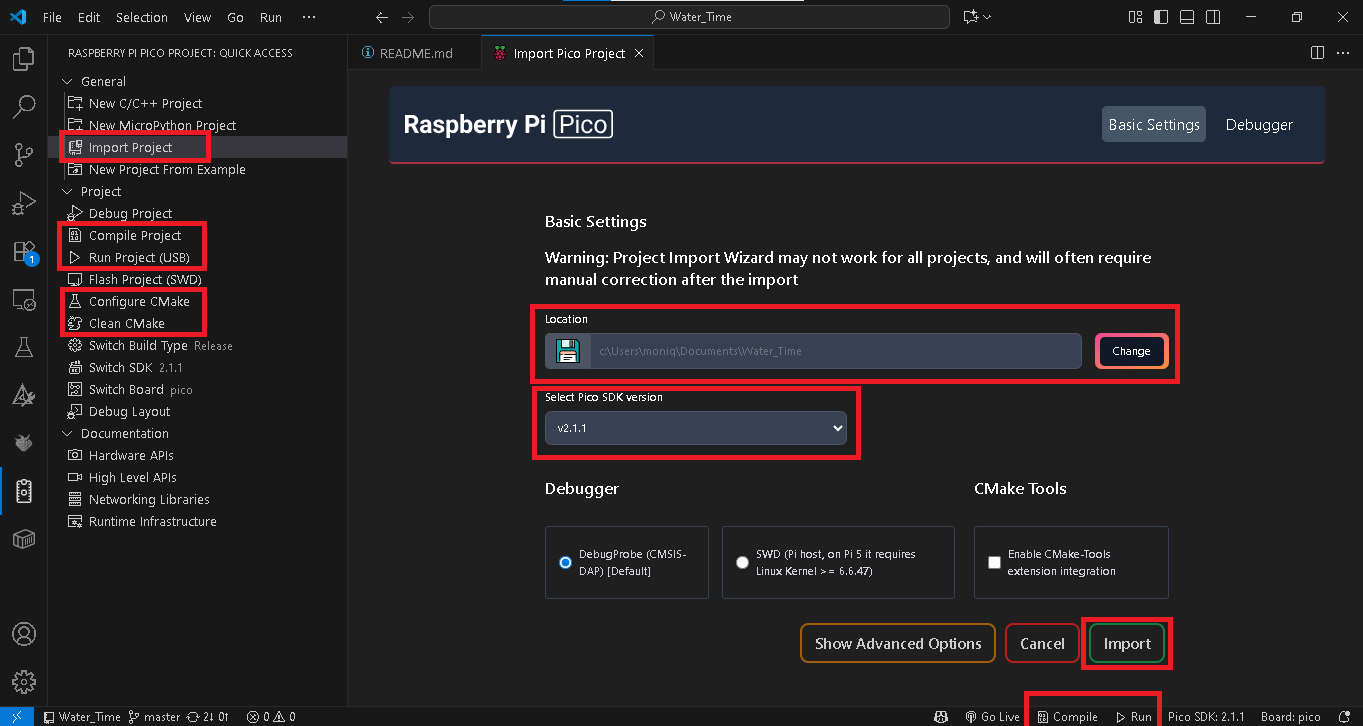 File Edit Selection View Go Run ···
Water_Time
RASPBERRY PI PICO PROJECT: QUICK ACCESS
General
New C/C++ Project
New MicroPython Project
Import Project
New Project From Example
Project
Debug Project
Compile Project
Run Project (USB)
Flash Project (SWD)
Configure CMake
Clean CMake
Switch Build Type Release
Switch SDK 2.1.1
Switch Board pico
Debug Layout
Documentation
Hardware APIs
High Level APIs
Networking Libraries
Runtime Infrastructure
1
README.md
Import Pico Project
Raspberry Pi Pico
Basic Settings
Debugger
Basic Settings
Warning: Project Import Wizard may not work for all projects, and will often require
manual correction after the import
Location
c:\Users\moniq\Documents\Water_Time
Change
Select Pico SDK version
v2.1.1
Debugger
DebugProbe (CMSIS-
DAP) [Default]
SWD (Pi host, on Pi 5 it requires
Linux Kernel >= 6.6.47)
CMake Tools
Enable CMake-Tools
extension integration
Show Advanced Options
Cancel
Import
Water_Time master 2↓ 0↑ 0 0
Go Live Compile Run Pico SDK: 2.1.1 Board: pico